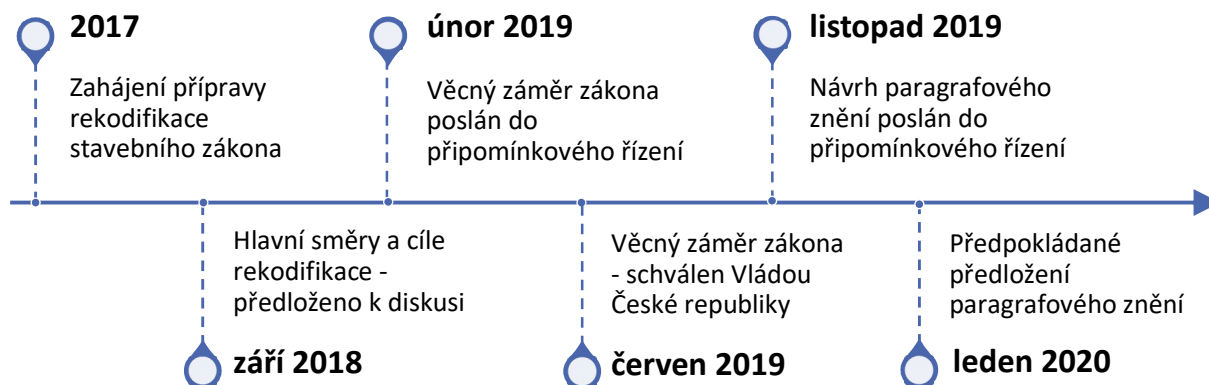 2017
Zahájení přípravy
rekodifikace
stavebního zákona
září 2018
Hlavní směry a cíle
rekodifikace -
předloženo k diskusi
únor 2019
Věcný záměr zákona
poslán do
připomínkového řízení
červen 2019
Věcný záměr zákona
- schválen Vládou
České republiky
listopad 2019
Návrh paragrafového
znění poslán do
připomínkového řízení
leden 2020
Předpokládané
předložení
paragrafového znění